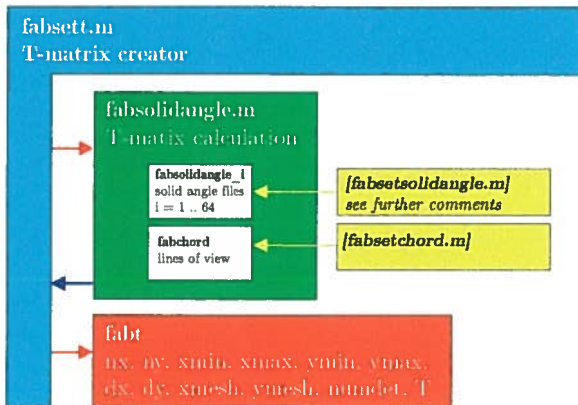 fabsett.m
T-matrix creator
fabsolidangle.m
T-matix calculation
fabsolidangle_i
solid angle files
i = 1 .. 64
[fabsetsolidangle.m]
see further comments
fabchord
lines of view
[fabsetchord.m]
fabt
nx, ny, xmin, xmax, ymin, ymax,
dx, dy, xmesh, ymesh, numdet, T